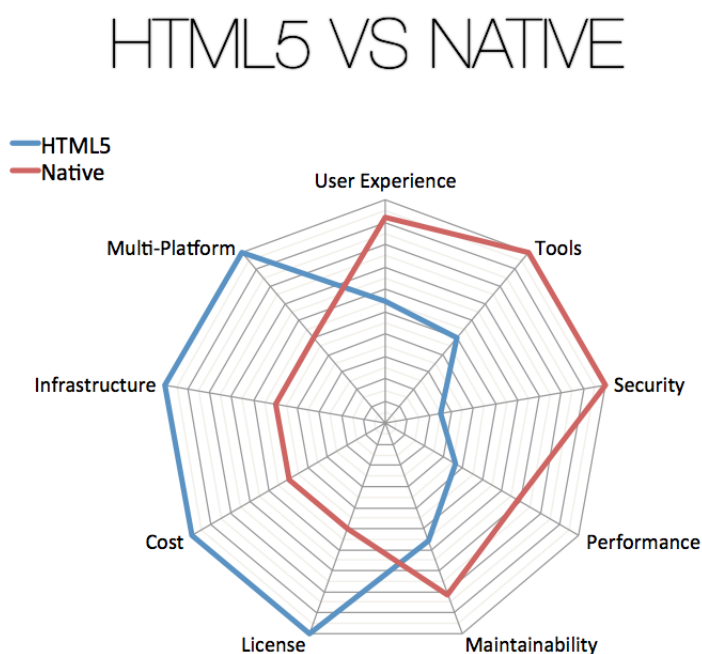 HTML5 VS NATIVE
HTML5
Native
User Experience
Multi-Platform
Tools
Infrastructure
Security
Cost
Performance
License
Maintainability